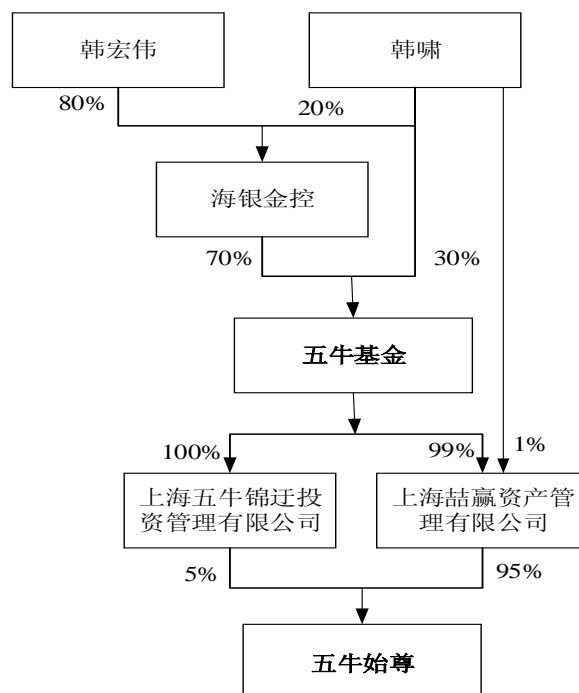 韩宏伟
韩啸
80%
20%
海银金控
70%
30%
五牛基金
100%
99%
1%
上海五牛锦迂投
资管理有限公司
上海喆赢资产管
理有限公司
5%
95%
五牛始尊